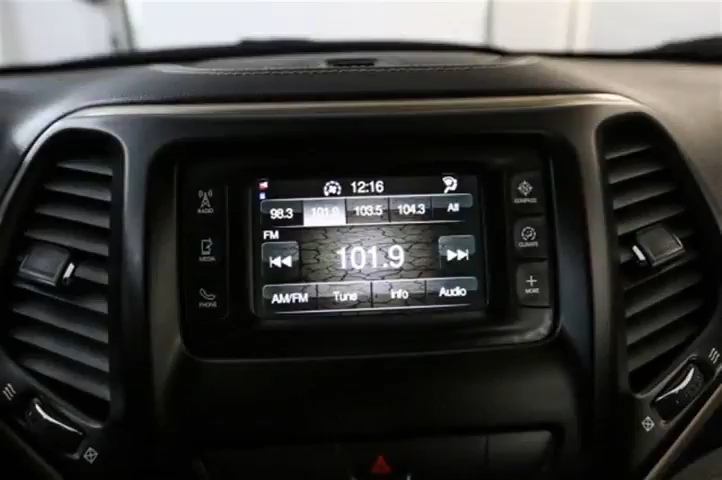 12:16
RADIO
98.3 101.9 103.5 104.3 All
COMPASS
FM
MEDIA
101.9
CLIMATE
AM/FM Tune Info Audio
PHONE
MORE